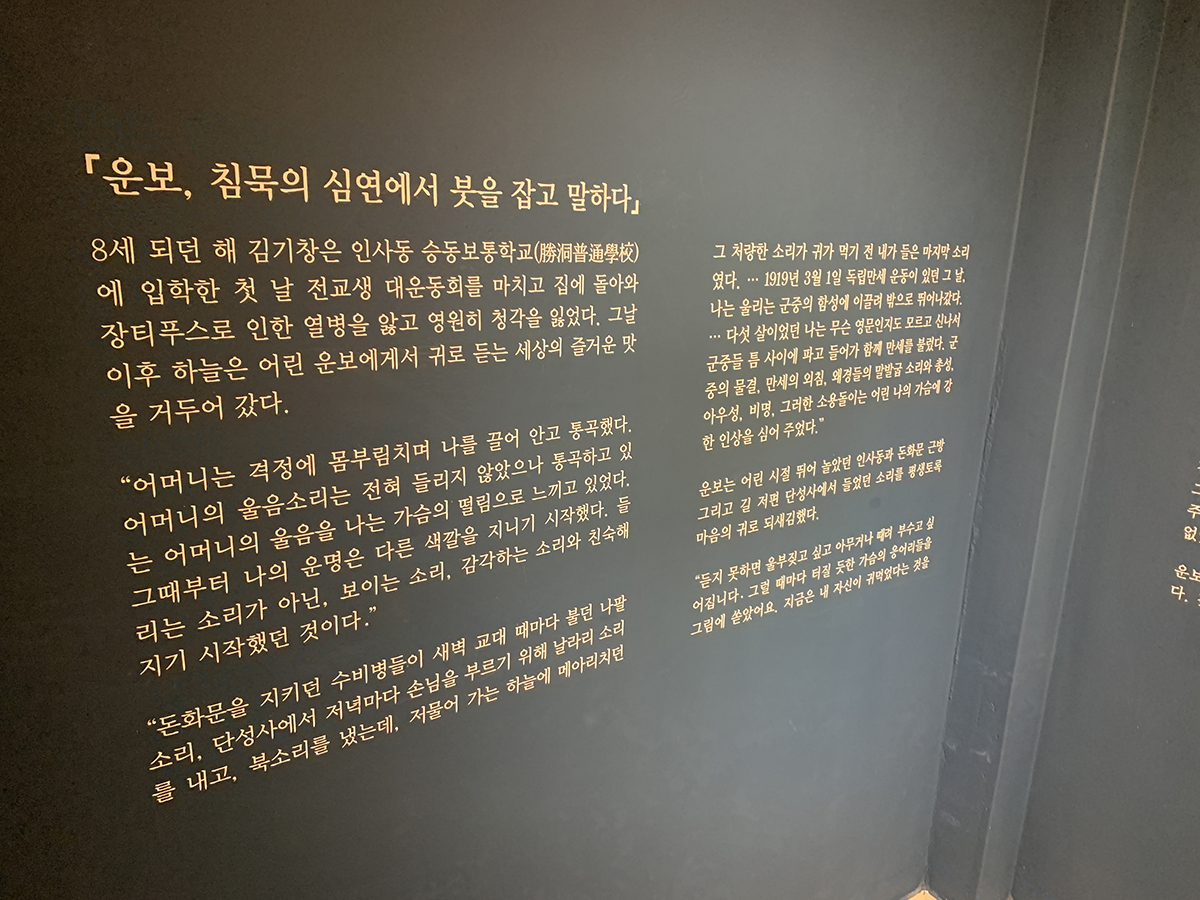 『운보, 침묵의 심연에서 붓을 잡고 말하다』
8세 되던 해 김기창은 인사동 승동보통학교(勝洞普通學校)
에 입학한 첫 날 전교생 대운동회를 마치고 집에 돌아와
장티푸스로 인한 열병을 앓고 영원히 청각을 잃었다. 그날
이후 하늘은 어린 운보에게서 귀로 듣는 세상의 즐거운 맛
을 거두어 갔다.
“어머니는 격정에 몸부림치며 나를 끌어 안고 통곡했다.
어머니의 울음소리는 전혀 들리지 않았으나 통곡하고 있
는 어머니의 울음을 나는 가슴의 떨림으로 느끼고 있었다.
그때부터 나의 운명은 다른 색깔을 지니기 시작했다. 들
리는 소리가 아닌, 보이는 소리, 감각하는 소리와 친숙해
지기 시작했던 것이다.”
“돈화문을 지키던 수비병들이 새벽 교대 때마다 불던 나팔
소리, 단성사에서 저녁마다 손님을 부르기 위해 날라리 소리
를 내고, 북소리를 냈는데, 저물어 가는 하늘에 메아리치던
그 처량한 소리가 귀가 먹기 전 내가 들은 마지막 소리
였다. … 1919년 3월 1일 독립만세 운동이 있던 그 날,
나는 울리는 군중의 함성에 이끌려 밖으로 뛰어나갔다.
… 다섯 살이었던 나는 무슨 영문인지도 모르고 신나서
군중들 틈 사이에 파고 들어가 함께 만세를 불렀다. 군
중의 물결, 만세의 외침, 왜경들의 말발굽 소리와 총성,
아우성, 비명, 그러한 소용돌이는 어린 나의 가슴에 강
한 인상을 심어 주었다.”
운보는 어린 시절 뛰어 놀았던 인사동과 돈화문 근방
그리고 길 저편 단성사에서 들었던 소리를 평생토록
마음의 귀로 되새김했다.
“듣지 못하면 울부짖고 싶고 아무거나 때려 부수고 싶
어집니다. 그럴 때마다 터질 듯한 가슴의 응어리들을
그림에 쏟았어요. 지금은 내 자신이 귀먹었다는 것을
그
주
없
운보
다.